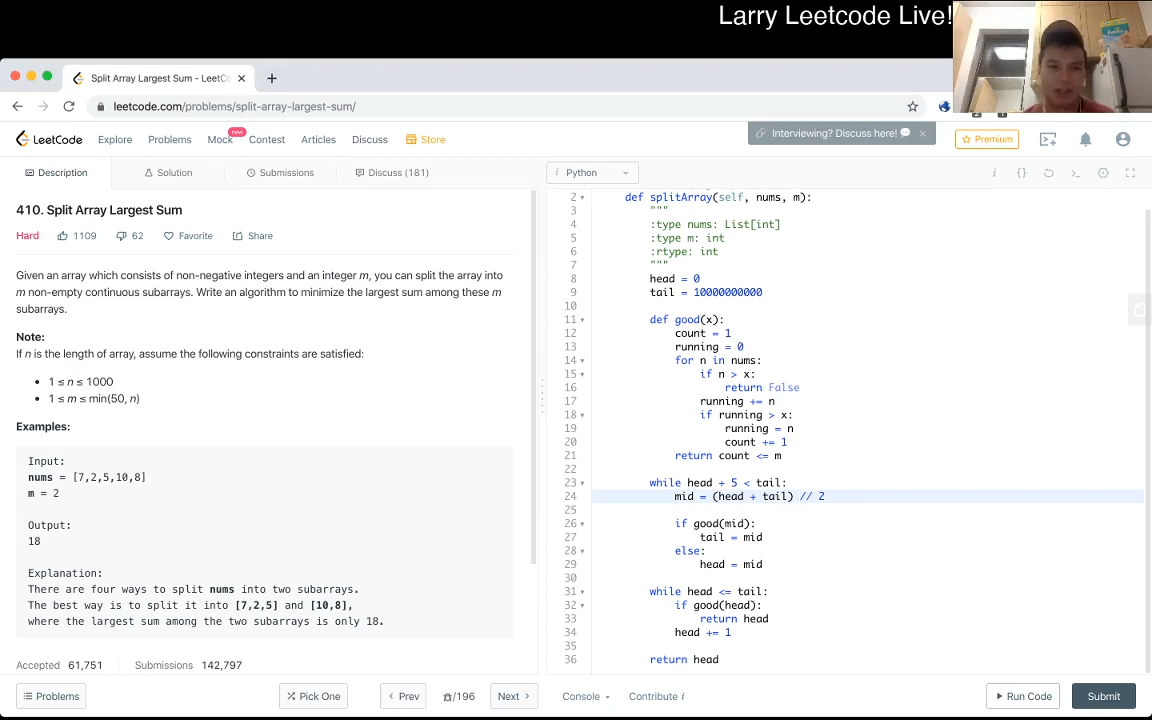 Larry Leetcode Live!
Split Array Largest Sum - LeetC
leetcode.com/problems/split-array-largest-sum/
LeetCode Explore Problems Mock new Contest Articles Discuss Store
Interviewing? Discuss here!
Premium
Description Solution Submissions Discuss (181)
i Python
410. Split Array Largest Sum
Hard 1109 62 Favorite Share
Given an array which consists of non-negative integers and an integer m, you can split the array into
m non-empty continuous subarrays. Write an algorithm to minimize the largest sum among these m
subarrays.
Note:
If n is the length of array, assume the following constraints are satisfied:
• 1 ≤ n ≤ 1000
• 1 ≤ m ≤ min(50, n)
Examples:
Input:
nums = [7,2,5,10,8]
m = 2
Output:
18
Explanation:
There are four ways to split nums into two subarrays.
The best way is to split it into [7,2,5] and [10,8],
where the largest sum among the two subarrays is only 18.
Accepted 61,751 Submissions 142,797
2 def splitArray(self, nums, m):
3 """
4 :type nums: List[int]
5 :type m: int
6 :rtype: int
7 """
8 head = 0
9 tail = 10000000000
10
11 def good(x):
12 count = 1
13 running = 0
14 for n in nums:
15 if n > x:
16 return False
17 running += n
18 if running > x:
19 running = n
20 count += 1
21 return count <= m
22
23 while head + 5 < tail:
24 mid = (head + tail) // 2
25
26 if good(mid):
27 tail = mid
28 else:
29 head = mid
30
31 while head <= tail:
32 if good(head):
33 return head
34 head += 1
35
36 return head
Problems Pick One Prev /196 Next Console Contribute i Run Code Submit